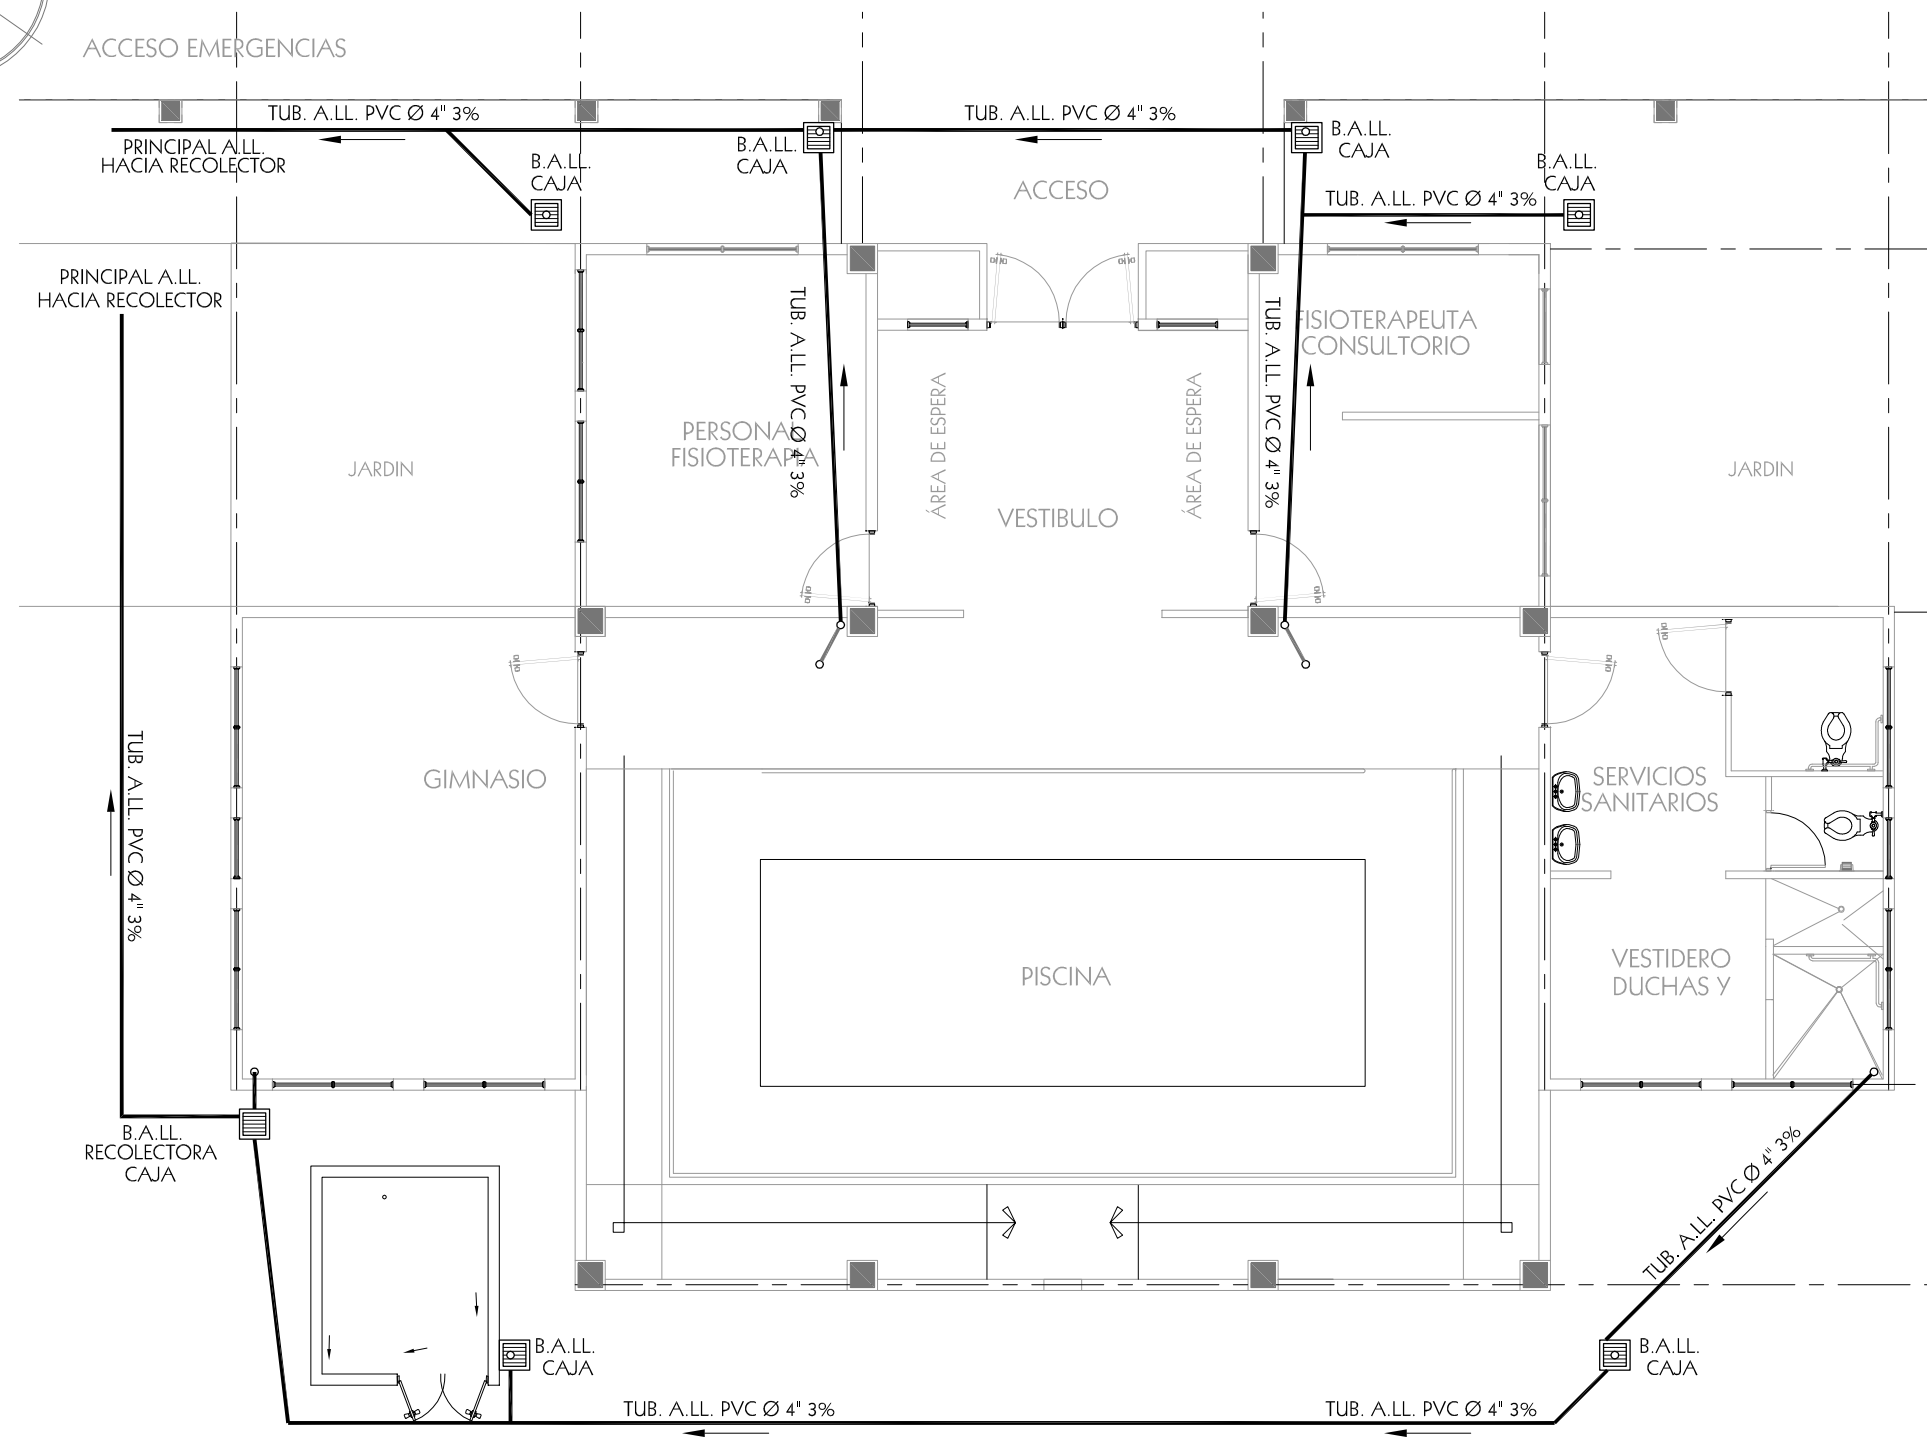 ACCESO EMERGENCIAS
TUB. A.LL. PVC Ø 4" 3%
TUB. A.LL. PVC Ø 4" 3%
PRINCIPAL A.LL.
HACIA RECOLECTOR
B.A.LL.
CAJA
B.A.LL.
CAJA
B.A.LL.
CAJA
B.A.LL.
CAJA
ACCESO
TUB. A.LL. PVC Ø 4" 3%
PRINCIPAL A.LL.
HACIA RECOLECTOR
TUB. A.LL. PVC Ø 4" 3%
TUB. A.LL. PVC Ø 4" 3%
FISIOTERAPEUTA
CONSULTORIO
PERSONAL
FISIOTERAPIA
ÁREA DE ESPERA
ÁREA DE ESPERA
JARDIN
JARDIN
VESTIBULO
TUB. A.LL. PVC Ø 4" 3%
GIMNASIO
SERVICIOS
SANITARIOS
PISCINA
VESTIDERO
DUCHAS Y
B.A.LL.
RECOLECTORA
CAJA
TUB. A.LL. PVC Ø 4" 3%
B.A.LL.
CAJA
B.A.LL.
CAJA
TUB. A.LL. PVC Ø 4" 3%
TUB. A.LL. PVC Ø 4" 3%